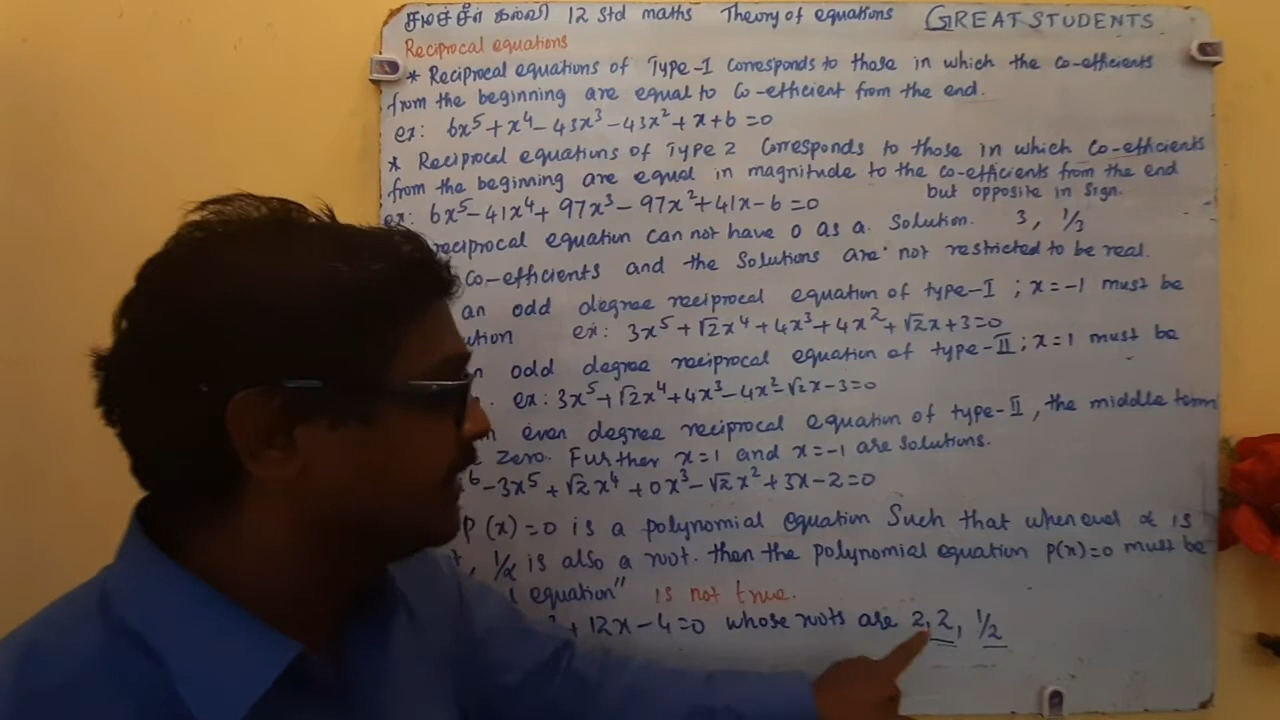 சமச்சீர் கல்வி 12 Std maths Theory of equations GREAT STUDENTS
Reciprocal equations
* Reciprocal equations of Type-I corresponds to those in which the co-efficients
from the beginning are equal to co-efficient from the end.
ex: 6x⁵+x⁴-43x³-43x²+x+6=0
* Reciprocal equations of Type 2 corresponds to those in which co-efficients
from the beginning are equal in magnitude to the co-efficients from the end
but opposite in sign.
ex: 6x⁵-41x⁴+97x³-97x²+41x-6=0
reciprocal equation can not have 0 as a solution. 3, 1/3
co-efficients and the solutions are not restricted to be real.
an odd degree reciprocal equation of type-I; x=-1 must be
ution ex: 3x⁵+√2x⁴+4x³+4x²+√2x+3=0
n odd degree reciprocal equation of type-II; x=1 must be
ex: 3x⁵+√2x⁴+4x³-4x²-√2x-3=0
n even degree reciprocal equation of type-II, the middle term
zero. Further x=1 and x=-1 are solutions.
⁶-3x⁵+√2x⁴+0x³-√2x²+3x-2=0
P(x)=0 is a polynomial equation such that whenever α is
t, 1/α is also a root. then the polynomial equation p(x)=0 must be
equation" is not true.
²+12x-4=0 whose roots are 2,2, 1/2